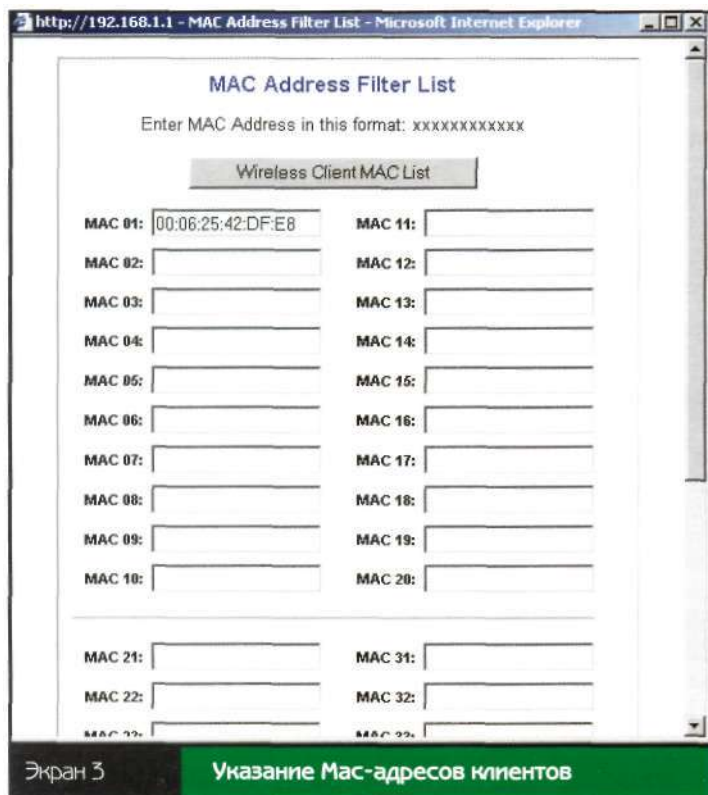 http://192.168.1.1 - MAC Address Filter List - Microsoft Internet Explorer
MAC Address Filter List
Enter MAC Address in this format: xxxxxxxxxxxx
Wireless Client MAC List
MAC 01: 00:06:25:42:DF:E8 MAC 11:
MAC 02: MAC 12:
MAC 03: MAC 13:
MAC 04: MAC 14:
MAC 05: MAC 15:
MAC 06: MAC 16:
MAC 07: MAC 17:
MAC 08: MAC 18:
MAC 09: MAC 19:
MAC 10: MAC 20:
MAC 21: MAC 31:
MAC 22: MAC 32:
MAC 23: MAC 33:
Экран 3 Указание Мас-адресов клиентов